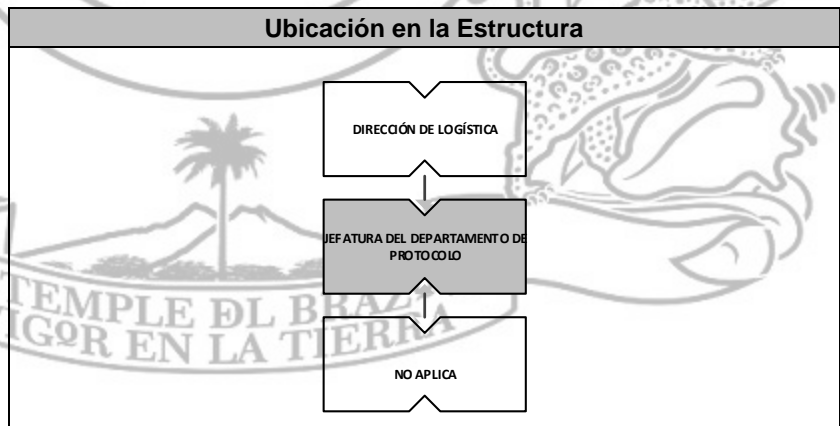 Ubicación en la Estructura
DIRECCIÓN DE LOGÍSTICA
JEFATURA DEL DEPARTAMENTO DE
PROTOCOLO
TEMPLE DEL BRAZO
VIGOR EN LA TIERRA
NO APLICA